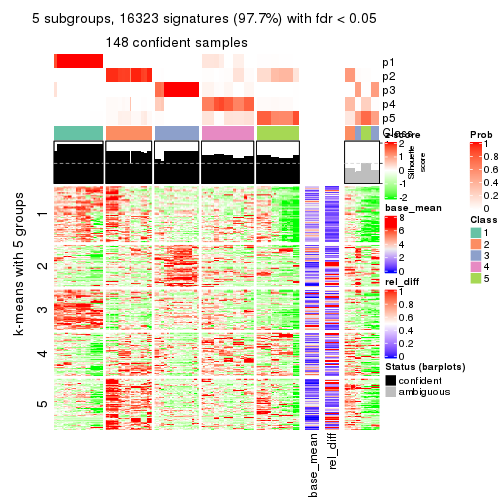 5 subgroups, 16323 signatures (97.7%) with fdr < 0.05
148 confident samples
p1
p2
p3
p4
p5
Class
Silhouette
score
k-means with 5 groups
1
2
3
4
5
base_mean
rel_diff
z-score
2
1
0
-1
-2
base_mean
8
6
4
2
0
rel_diff
1
0.8
0.6
0.4
0.2
0
Status (barplots)
confident
ambiguous
Prob
1
0.8
0.6
0.4
0.2
0
Class
1
2
3
4
5